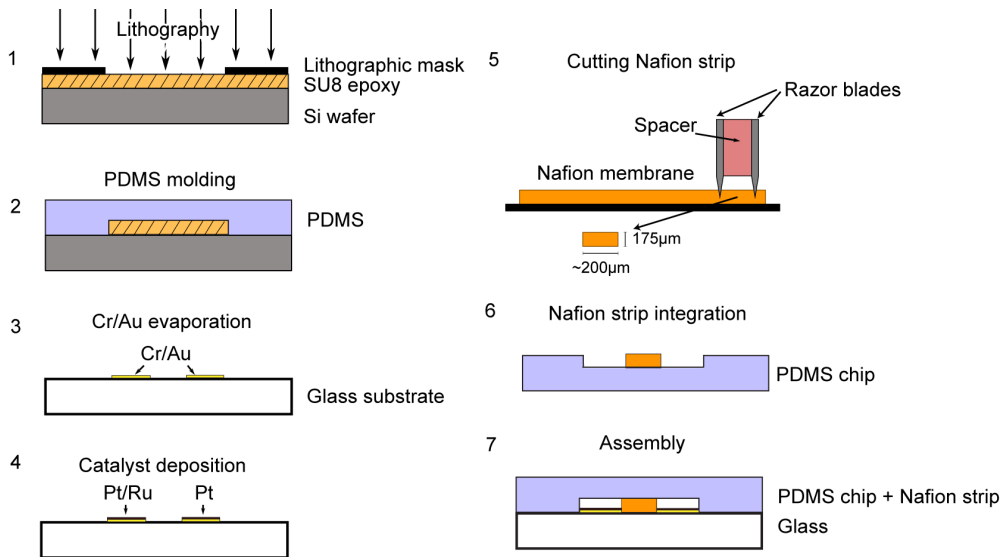 1
Lithography
Lithographic mask
SU8 epoxy
Si wafer
2
PDMS molding
PDMS
3
Cr/Au evaporation
Cr/Au
Glass substrate
4
Catalyst deposition
Pt/Ru
Pt
5
Cutting Nafion strip
Razor blades
Spacer
Nafion membrane
175µm
~200µm
6
Nafion strip integration
PDMS chip
7
Assembly
PDMS chip + Nafion strip
Glass